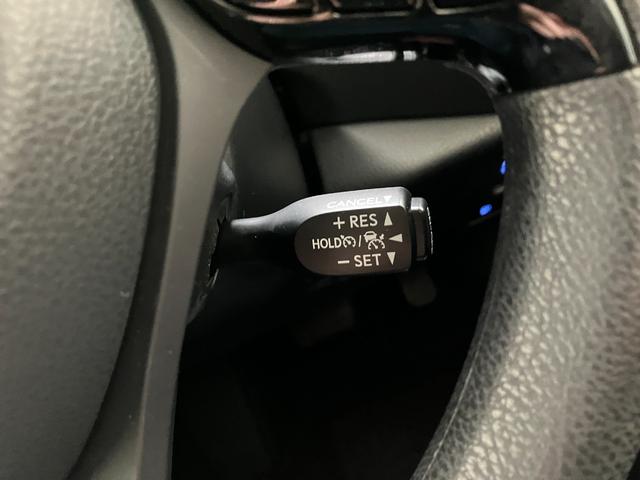 CANCEL
+ RES
HOLD /
– SET